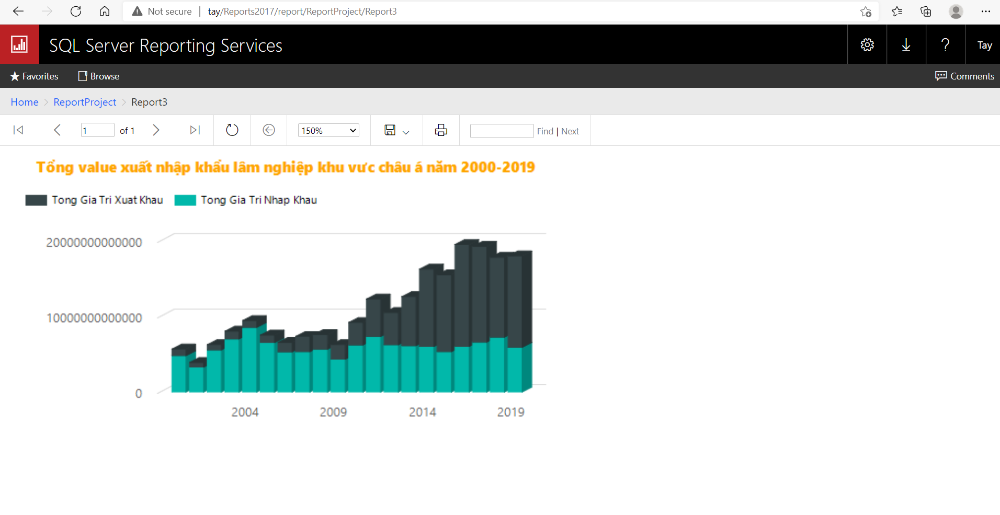 Not secure | tay/Reports2017/report/ReportProject/Report3
SQL Server Reporting Services
? Tay
Favorites Browse Comments
Home > ReportProject > Report3
1 of 1 150% Find | Next
Tổng value xuất nhập khẩu lâm nghiệp khu vưc châu á năm 2000-2019
Tong Gia Tri Xuat Khau Tong Gia Tri Nhap Khau
20000000000000
10000000000000
0
2004 2009 2014 2019